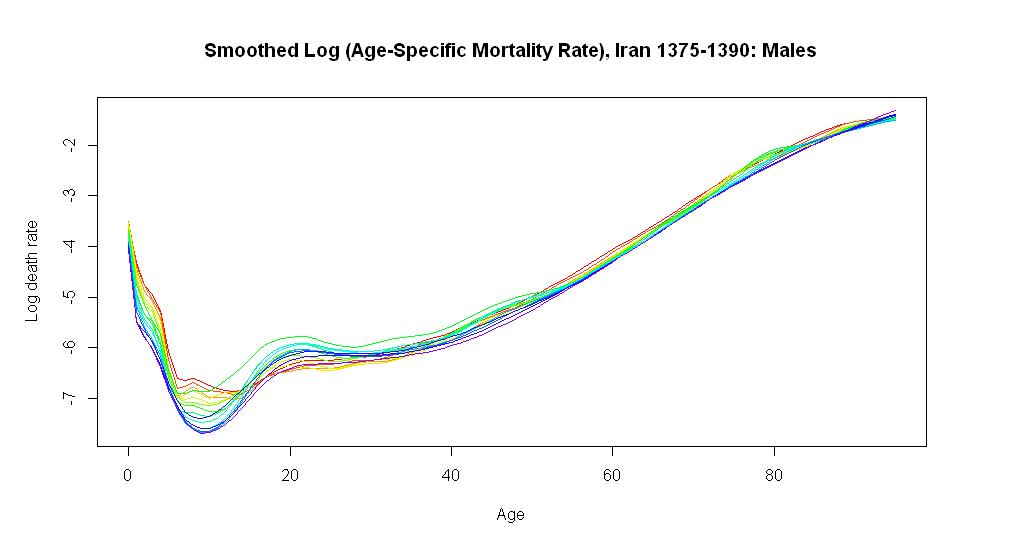 Smoothed Log (Age-Specific Mortality Rate), Iran 1375-1390: Males
Log death rate
-2
-3
-4
-5
-6
-7
0 20 40 60 80
Age